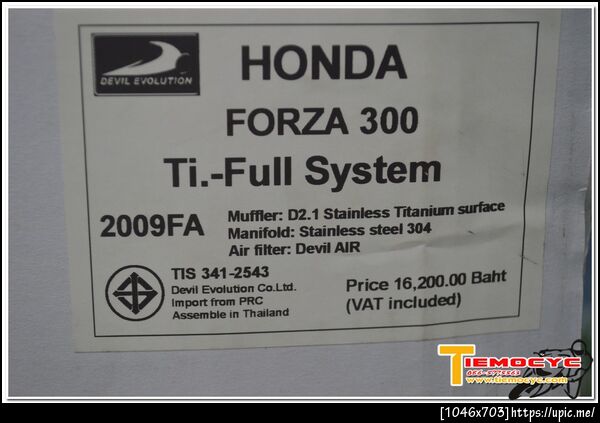 DEVIL EVOLUTION
HONDA
FORZA 300
Ti.-Full System
2009FA
Muffler: D2.1 Stainless Titanium surface
Manifold: Stainless steel 304
Air filter: Devil AIR
TIS 341-2543
Devil Evolution Co.Ltd.
Import from PRC
Assemble in Thailand
Price 16,200.00 Baht
(VAT included)
TIEMOCYC
www.tiemocyc.com
[1046x703]https://upic.me/